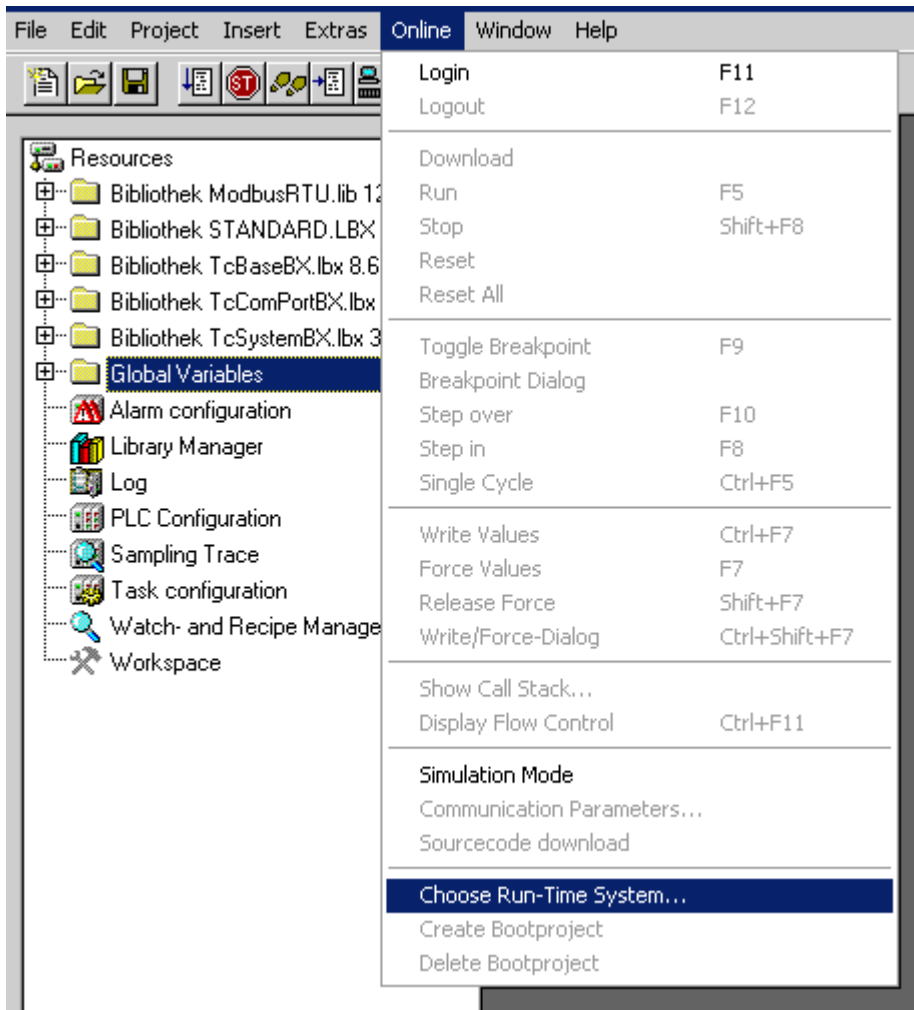 File Edit Project Insert Extras Online Window Help
ST
Resources
Bibliothek ModbusRTU.lib 12
Bibliothek STANDARD.LBX
Bibliothek TcBaseBX.lbx 8.6
Bibliothek TcComPortBX.lbx
Bibliothek TcSystemBX.lbx 3
Global Variables
Alarm configuration
Library Manager
Log
PLC Configuration
Sampling Trace
Task configuration
Watch- and Recipe Manage
Workspace
Login F11
Logout F12
Download
Run F5
Stop Shift+F8
Reset
Reset All
Toggle Breakpoint F9
Breakpoint Dialog
Step over F10
Step in F8
Single Cycle Ctrl+F5
Write Values Ctrl+F7
Force Values F7
Release Force Shift+F7
Write/Force-Dialog Ctrl+Shift+F7
Show Call Stack...
Display Flow Control Ctrl+F11
Simulation Mode
Communication Parameters...
Sourcecode download
Choose Run-Time System...
Create Bootproject
Delete Bootproject